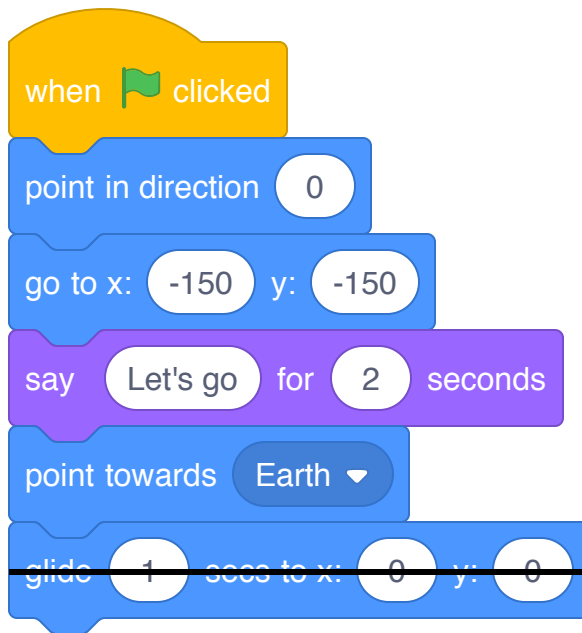 when clicked
point in direction 0
go to x: -150 y: -150
say Let's go for 2 seconds
point towards Earth
glide 1 secs to x: 0 y: 0